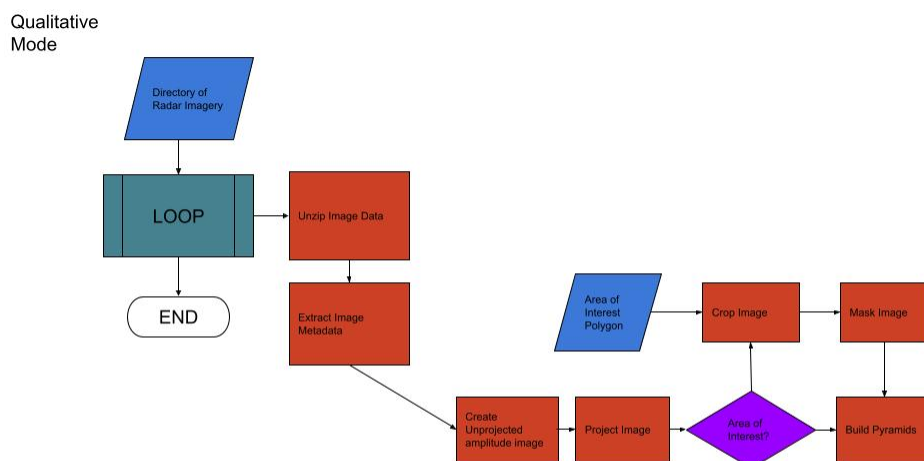 Qualitative
Mode
Directory of
Radar Imagery
LOOP
Unzip Image Data
END
Extract Image
Metadata
Area of
Interest
Polygon
Crop Image
Mask Image
Create
Unprojected
amplitude image
Project Image
Area of
Interest?
Build Pyramids